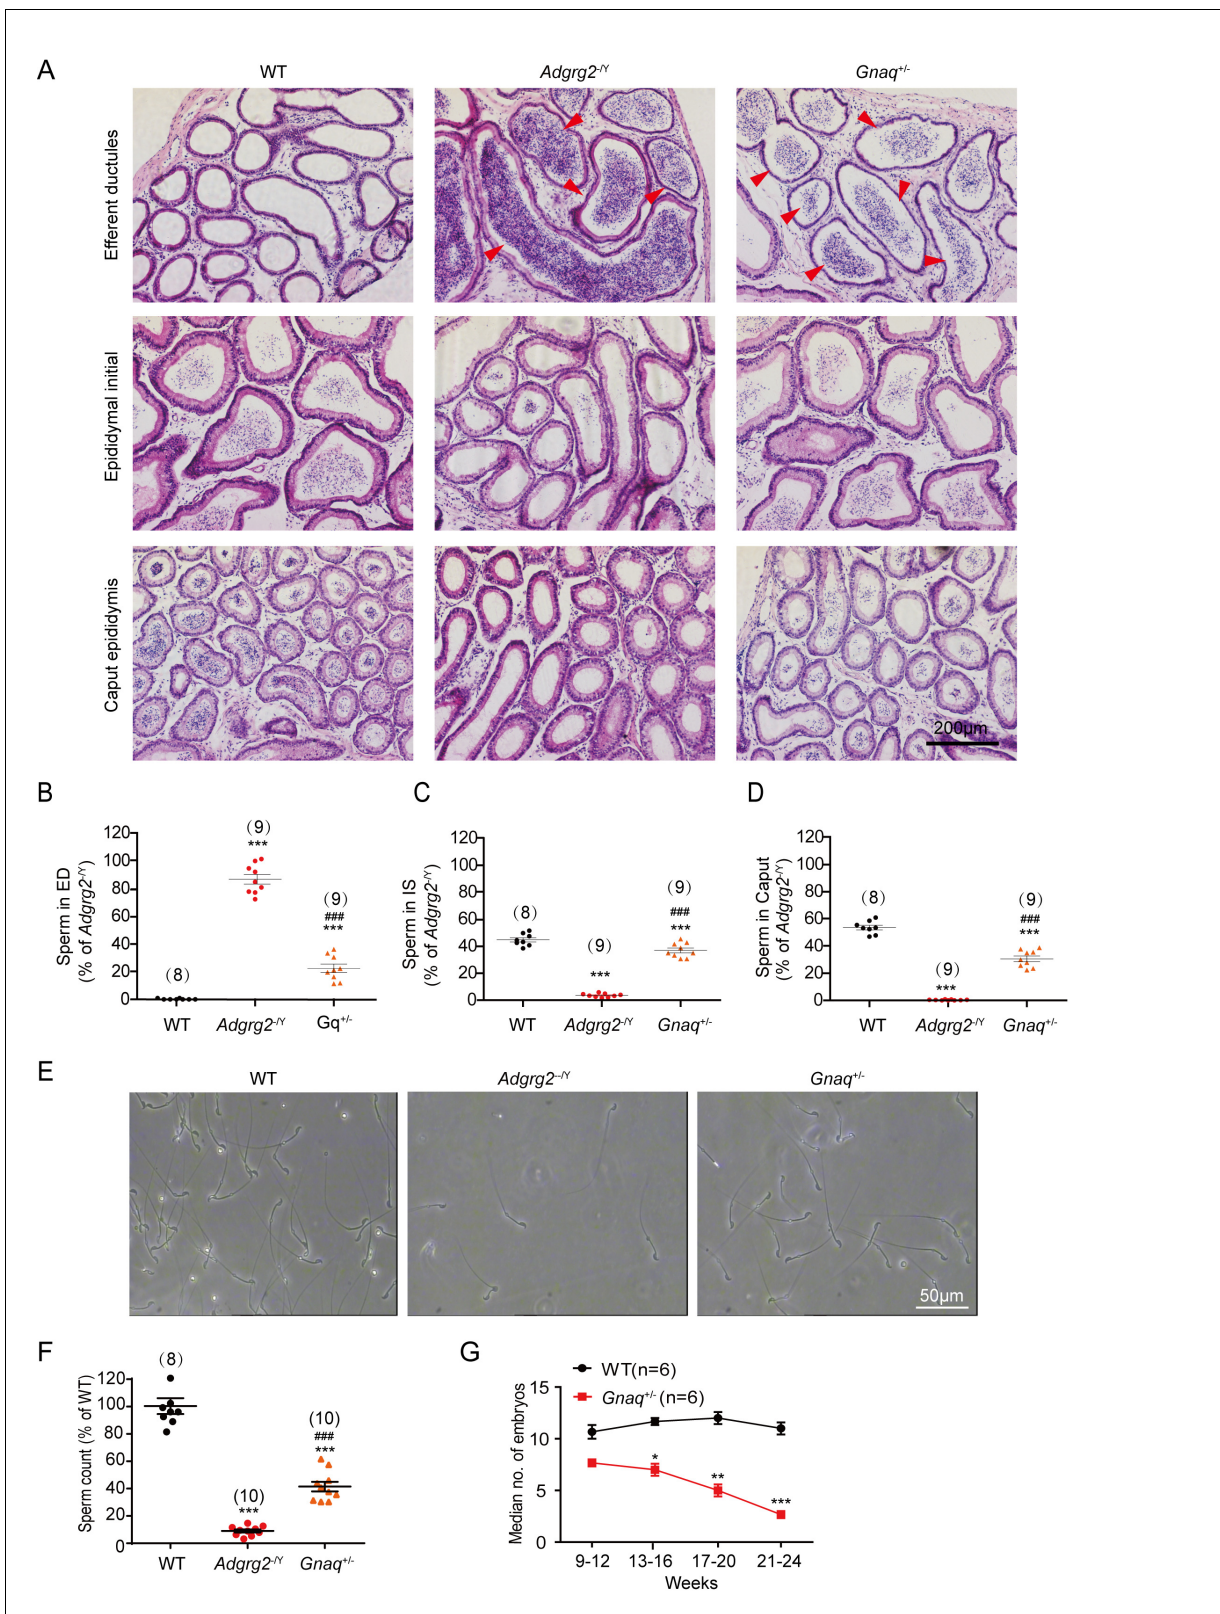 A
WT
Adgrg2-/Y
Gnaq+/-
Efferent ductules
Epididymal initial
Caput epididymis
200μm
B
Sperm in ED
(% of Adgrg2-/Y)
120
100
80
60
40
20
0
(8)
(9)
***
(9)
###
***
WT
Adgrg2-/Y
Gq+/-
C
Sperm in IS
(% of Adgrg2-/Y)
120
100
80
60
40
20
0
(8)
(9)
***
(9)
###
***
WT
Adgrg2-/Y
Gnaq+/-
D
Sperm in Caput
(% of Adgrg2-/Y)
120
100
80
60
40
20
0
(8)
(9)
***
(9)
###
***
WT
Adgrg2-/Y
Gnaq+/-
E
WT
Adgrg2--/Y
Gnaq+/-
50μm
F
Sperm count (% of WT)
120
100
80
60
40
20
0
(8)
(10)
***
(10)
###
***
WT
Adgrg2-/Y
Gnaq+/-
G
WT(n=6)
Gnaq+/- (n=6)
Median no. of embryos
15
10
5
0
*
**
***
9-12 13-16 17-20 21-24
Weeks